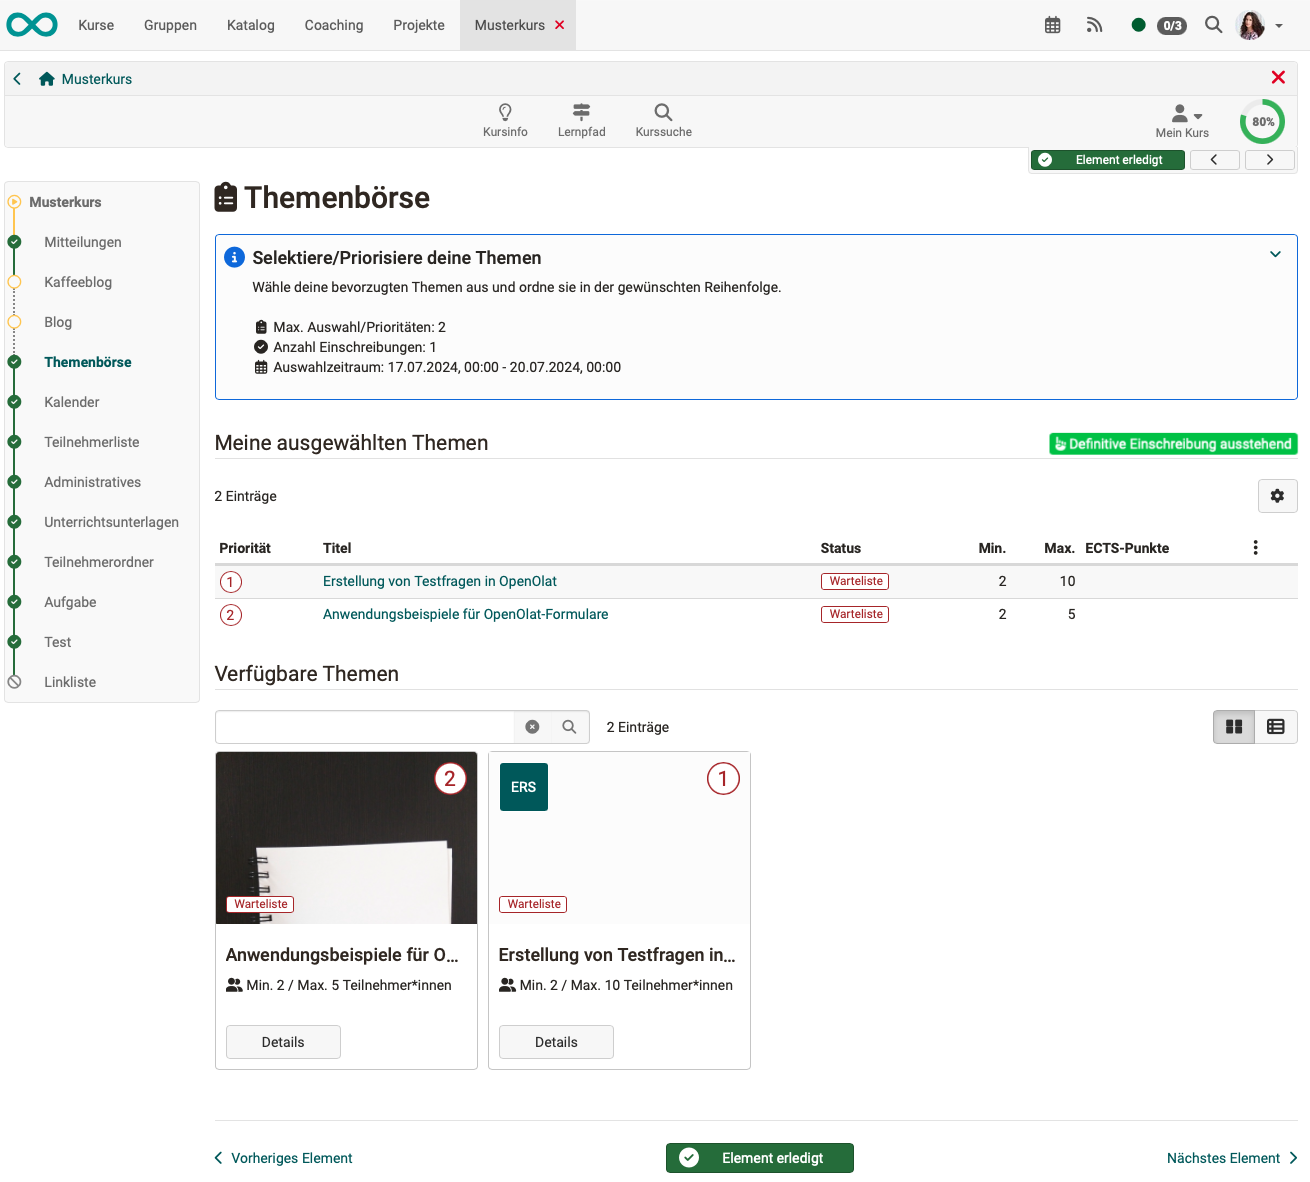 Kurse Gruppen Katalog Coaching Projekte Musterkurs 0/3
Musterkurs
Kursinfo Lernpfad Kurssuche Mein Kurs 80%
Element erledigt
Musterkurs
Mitteilungen
Kaffeeblog
Blog
Themenbörse
Kalender
Teilnehmerliste
Administratives
Unterrichtsunterlagen
Teilnehmerordner
Aufgabe
Test
Linkliste
Themenbörse
Selektiere/Priorisiere deine Themen
Wähle deine bevorzugten Themen aus und ordne sie in der gewünschten Reihenfolge.
Max. Auswahl/Prioritäten: 2
Anzahl Einschreibungen: 1
Auswahlzeitraum: 17.07.2024, 00:00 - 20.07.2024, 00:00
Meine ausgewählten Themen Definitive Einschreibung ausstehend
2 Einträge
Priorität Titel Status Min. Max. ECTS-Punkte
1 Erstellung von Testfragen in OpenOlat Warteliste 2 10
2 Anwendungsbeispiele für OpenOlat-Formulare Warteliste 2 5
Verfügbare Themen
2 Einträge
2
Warteliste
Anwendungsbeispiele für O...
Min. 2 / Max. 5 Teilnehmer*innen
Details
ERS 1
Warteliste
Erstellung von Testfragen in...
Min. 2 / Max. 10 Teilnehmer*innen
Details
Vorheriges Element Element erledigt Nächstes Element